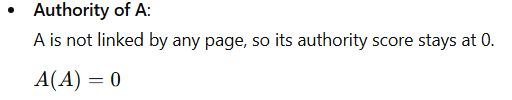 • Authority of A:
A is not linked by any page, so its authority score stays at 0.
A(A) = 0